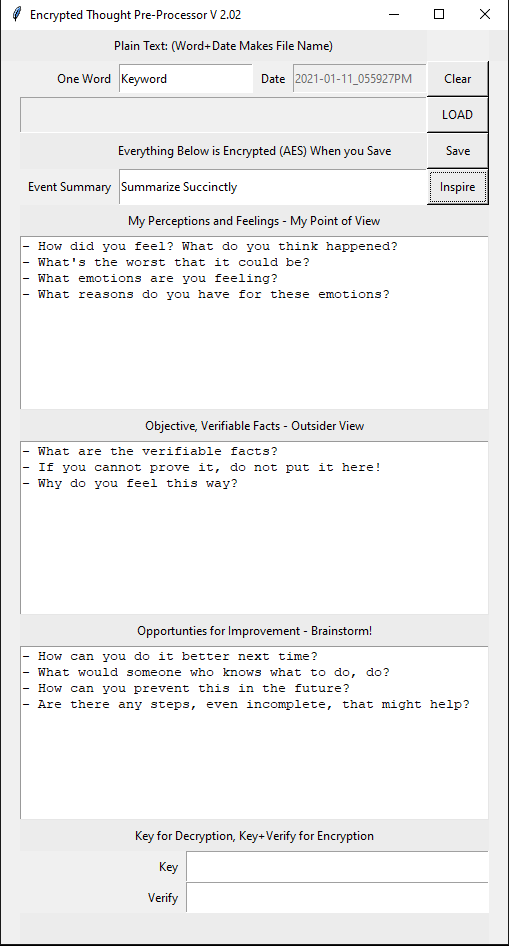 Encrypted Thought Pre-Processor V 2.02
Plain Text: (Word+Date Makes File Name)
One Word Keyword Date 2021-01-11_055927PM Clear
LOAD
Everything Below is Encrypted (AES) When you Save Save
Event Summary Summarize Succinctly Inspire
My Perceptions and Feelings - My Point of View
- How did you feel? What do you think happened?
- What's the worst that it could be?
- What emotions are you feeling?
- What reasons do you have for these emotions?
Objective, Verifiable Facts - Outsider View
- What are the verifiable facts?
- If you cannot prove it, do not put it here!
- Why do you feel this way?
Opportunties for Improvement - Brainstorm!
- How can you do it better next time?
- What would someone who knows what to do, do?
- How can you prevent this in the future?
- Are there any steps, even incomplete, that might help?
Key for Decryption, Key+Verify for Encryption
Key
Verify